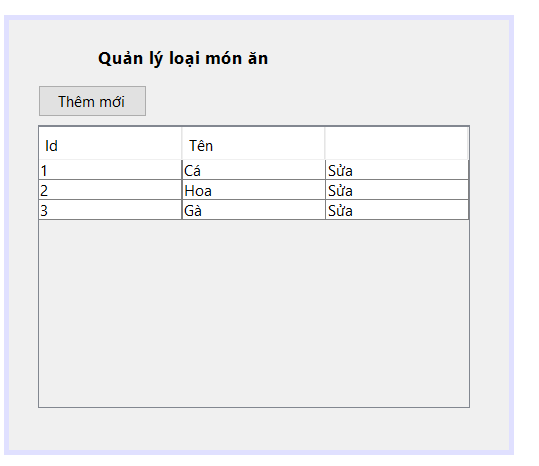 Quản lý loại món ăn
Thêm mới
Id Tên
1 Cá Sửa
2 Hoa Sửa
3 Gà Sửa